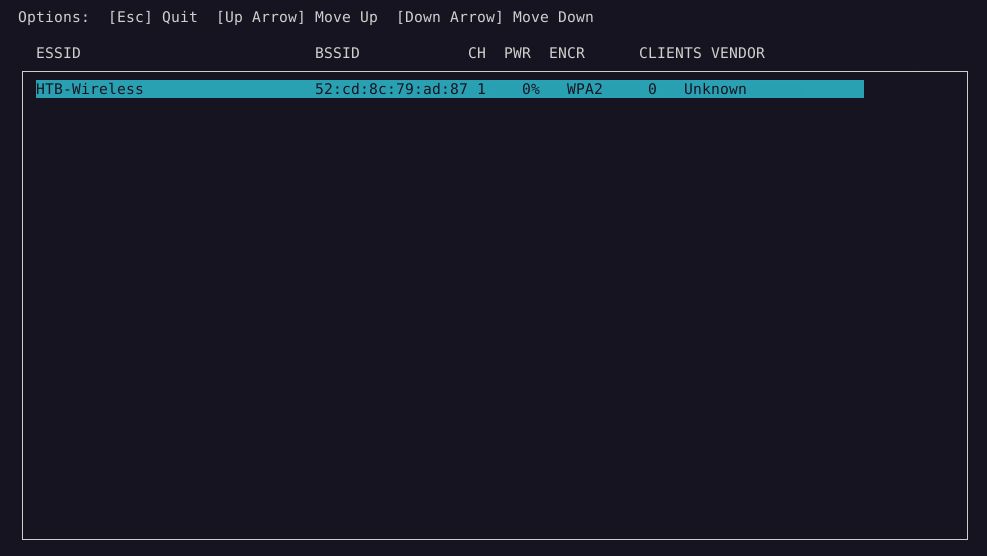 Options:  [Esc] Quit  [Up Arrow] Move Up  [Down Arrow] Move Down
ESSID BSSID CH PWR ENCR CLIENTS VENDOR
HTB-Wireless 52:cd:8c:79:ad:87 1 0% WPA2 0 Unknown